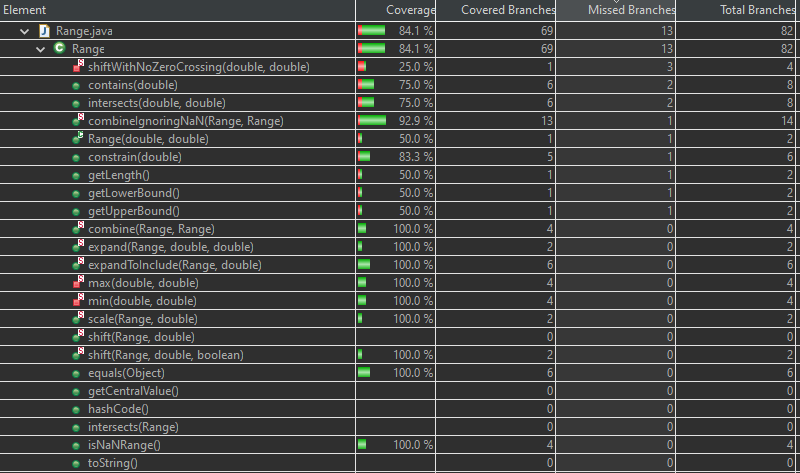 Element Coverage Covered Branches Missed Branches Total Branches
Range.java 84.1 % 69 13 82
Range 84.1 % 69 13 82
shiftWithNoZeroCrossing(double, double) 25.0 % 1 3 4
contains(double) 75.0 % 6 2 8
intersects(double, double) 75.0 % 6 2 8
combineIgnoringNaN(Range, Range) 92.9 % 13 1 14
Range(double, double) 50.0 % 1 1 2
constrain(double) 83.3 % 5 1 6
getLength() 50.0 % 1 1 2
getLowerBound() 50.0 % 1 1 2
getUpperBound() 50.0 % 1 1 2
combine(Range, Range) 100.0 % 4 0 4
expand(Range, double, double) 100.0 % 2 0 2
expandToInclude(Range, double) 100.0 % 6 0 6
max(double, double) 100.0 % 4 0 4
min(double, double) 100.0 % 4 0 4
scale(Range, double) 100.0 % 2 0 2
shift(Range, double) 0 0 0
shift(Range, double, boolean) 100.0 % 2 0 2
equals(Object) 100.0 % 6 0 6
getCentralValue() 0 0 0
hashCode() 0 0 0
intersects(Range) 0 0 0
isNaNRange() 100.0 % 4 0 4
toString() 0 0 0